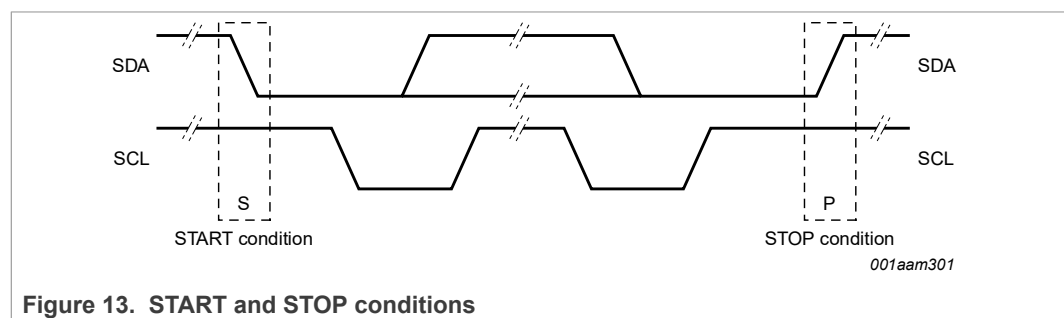 SDA
SDA
SCL
SCL
S
P
START condition
STOP condition
001aam301
Figure 13. START and STOP conditions